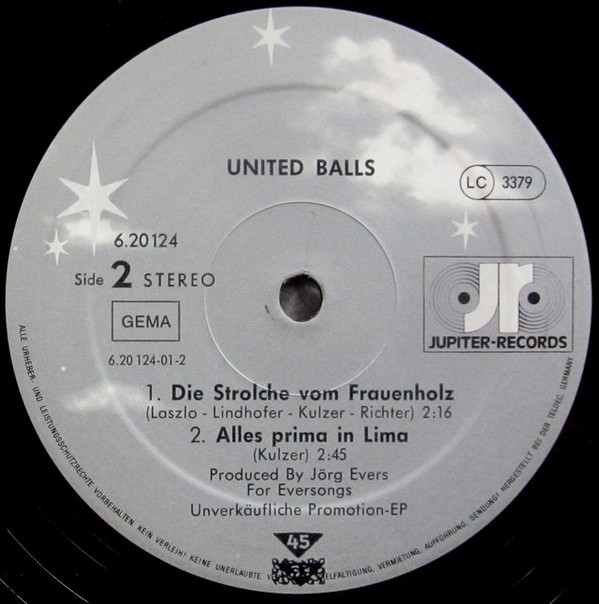 UNITED BALLS
LC 3379
6.20124
Side 2 STEREO
GEMA
6.20 124-01-2
jr
JUPITER-RECORDS
1. Die Strolche vom Frauenholz
(Laszlo - Lindhofer - Kulzer - Richter) 2:16
2. Alles prima in Lima
(Kulzer) 2:45
Produced By Jörg Evers
For Eversongs
Unverkäufliche Promotion-EP
45
ALLE URHEBER- UND LEISTUNGSSCHUTZRECHTE VORBEHALTEN. KEIN VERLEIH! KEINE UNERLAUBTE V ELFÄLTIGUNG, VERMIETUNG, AUFFÜHRUNG, SENDUNG! HERGESTELLT BEI DER TELDEC. GERMANY